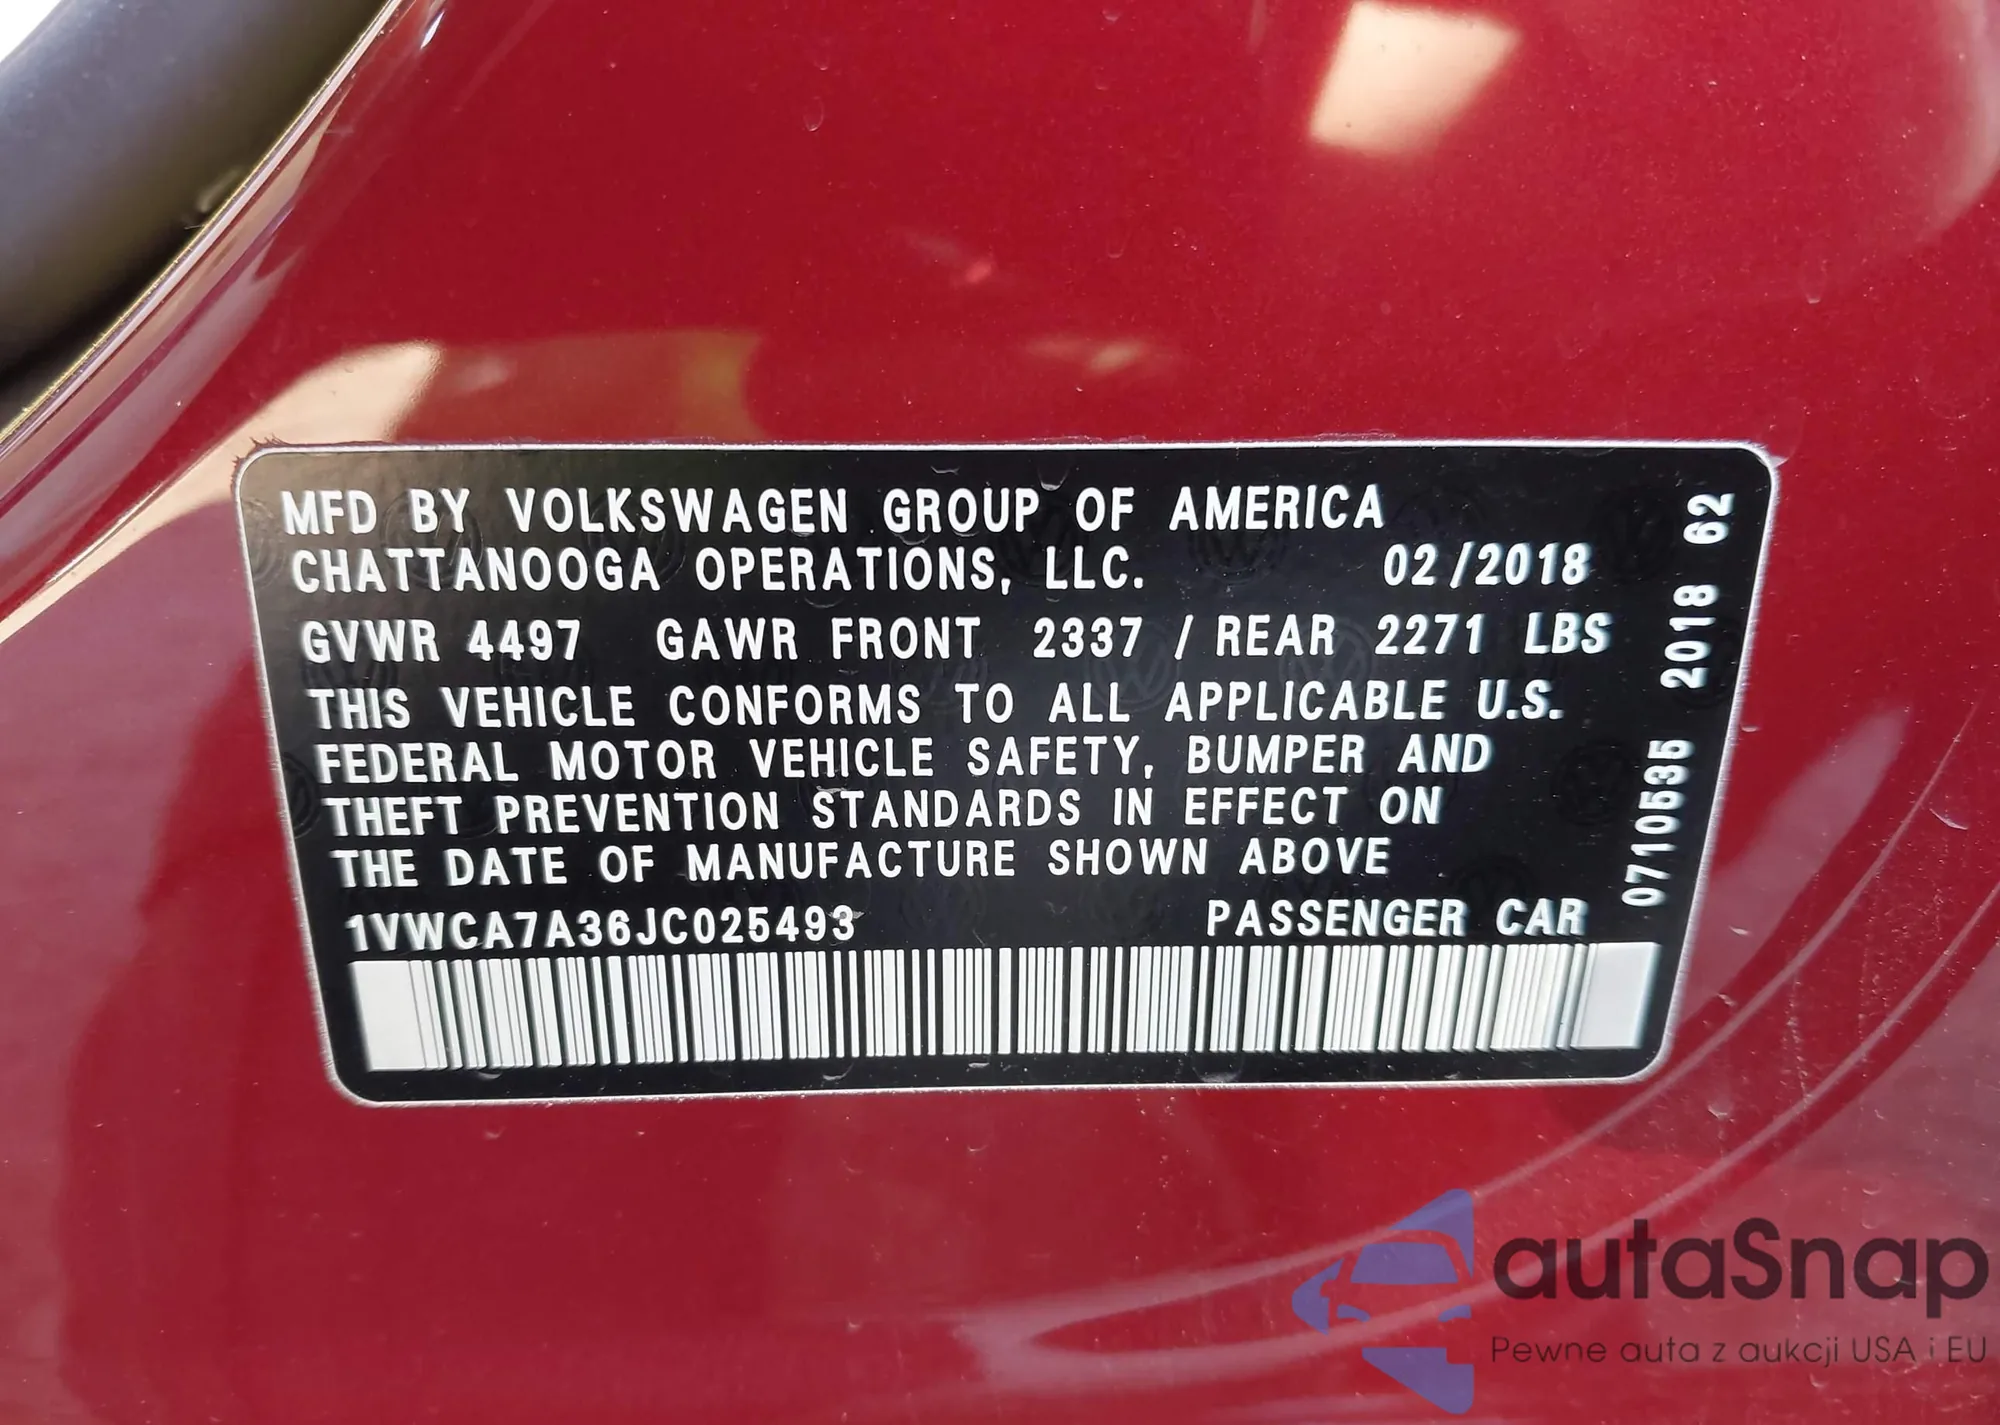 MFD BY VOLKSWAGEN GROUP OF AMERICA
CHATTANOOGA OPERATIONS, LLC. 02/2018
GVWR 4497 GAWR FRONT 2337 / REAR 2271 LBS
THIS VEHICLE CONFORMS TO ALL APPLICABLE U.S.
FEDERAL MOTOR VEHICLE SAFETY, BUMPER AND
THEFT PREVENTION STANDARDS IN EFFECT ON
THE DATE OF MANUFACTURE SHOWN ABOVE
1VWCA7A36JC025493 PASSENGER CAR
0710535 2018 62
autaSnap
Pewne auta z aukcji USA i EU